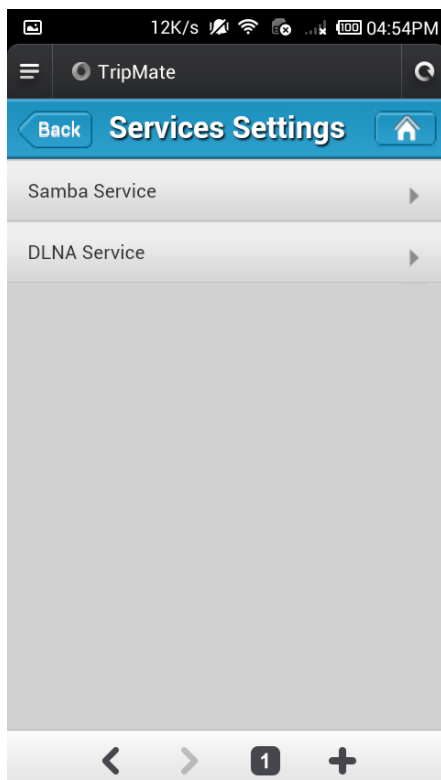 12K/s 100 04:54PM
TripMate
Back Services Settings
Samba Service
DLNA Service
1